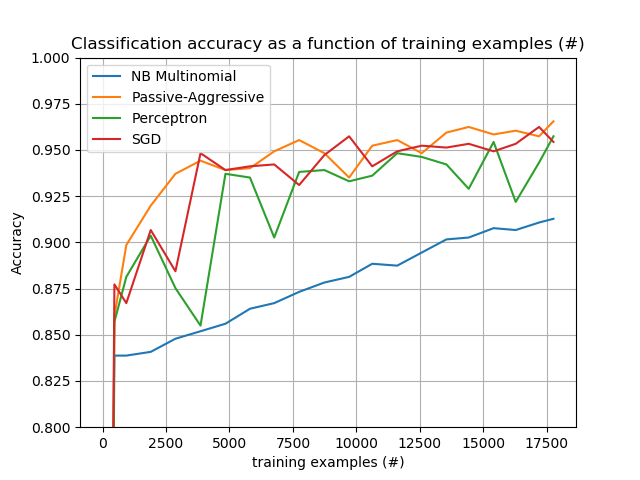 Classification accuracy as a function of training examples (#)
NB Multinomial
Passive-Aggressive
Perceptron
SGD
1.000
0.975
0.950
0.925
0.900
0.875
0.850
0.825
0.800
Accuracy
0 2500 5000 7500 10000 12500 15000 17500
training examples (#)